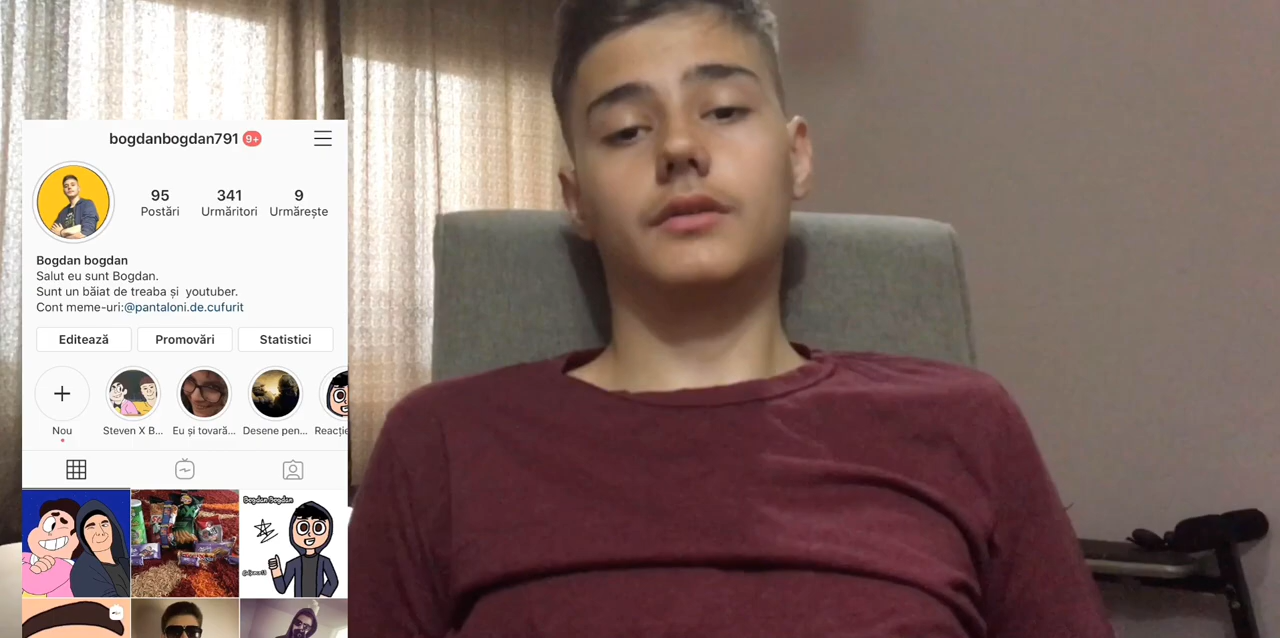 bogdanbogdan791 9+
95 341 9
Postări Urmăritori Urmărește
Bogdan bogdan
Salut eu sunt Bogdan.
Sunt un băiat de treaba și youtuber.
Cont meme-uri:@pantaloni.de.cufurit
Editează Promovări Statistici
Nou Steven X B... Eu și tovară... Desene pen... Reacție
Bogdan Bogdan